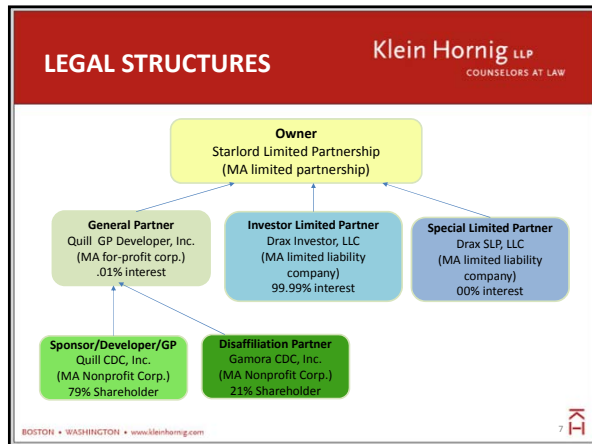 LEGAL STRUCTURES
Klein Hornig LLP
COUNSELORS AT LAW
Owner
Starlord Limited Partnership
(MA limited partnership)
General Partner
Quill GP Developer, Inc.
(MA for-profit corp.)
.01% interest
Investor Limited Partner
Drax Investor, LLC
(MA limited liability
company)
99.99% interest
Special Limited Partner
Drax SLP, LLC
(MA limited liability
company)
00% interest
Sponsor/Developer/GP
Quill CDC, Inc.
(MA Nonprofit Corp.)
79% Shareholder
Disaffiliation Partner
Gamora CDC, Inc.
(MA Nonprofit Corp.)
21% Shareholder
BOSTON • WASHINGTON • www.kleinhornig.com
7
KH